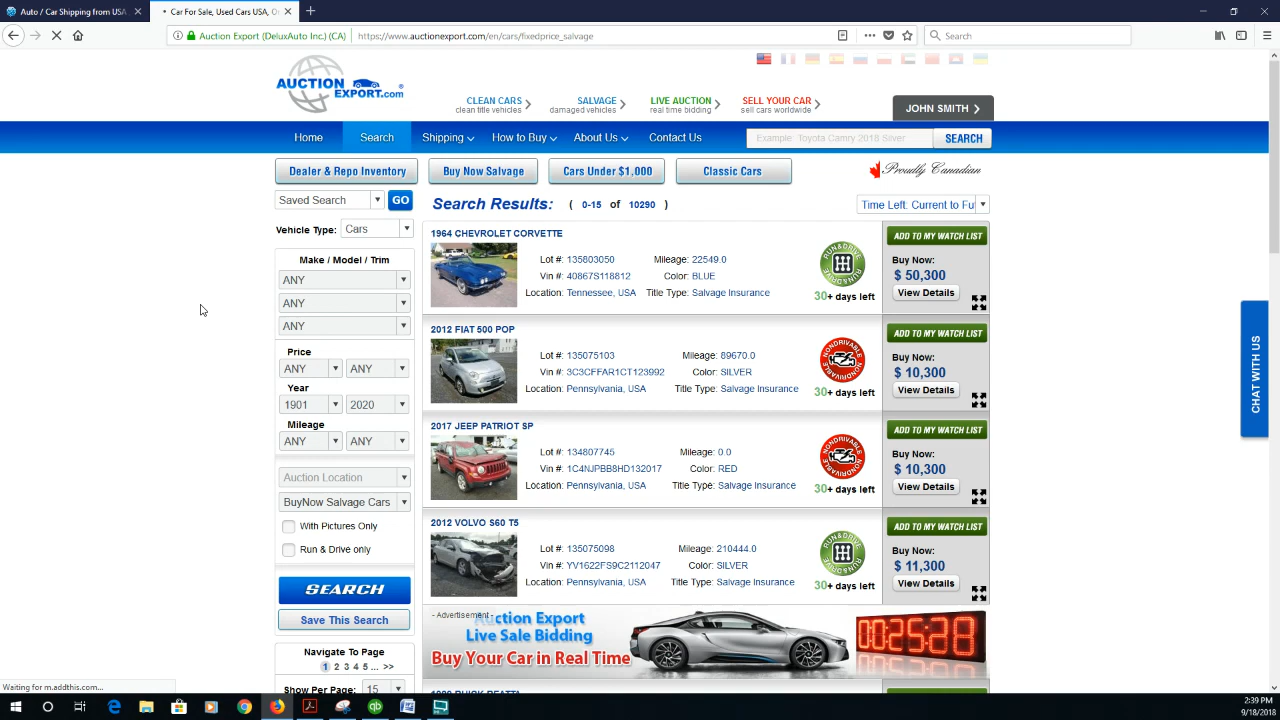 Auto / Car Shipping from USA
Car For Sale, Used Cars USA, On
Auction Export (DeluxAuto Inc.) (CA)
https://www.auctionexport.com/en/cars/fixedprice_salvage
Search
AUCTION
EXPORT.com
CLEAN CARS
clean title vehicles
SALVAGE
damaged vehicles
LIVE AUCTION
real time bidding
SELL YOUR CAR
sell cars worldwide
JOHN SMITH
Home
Search
Shipping
How to Buy
About Us
Contact Us
Example: Toyota Camry 2018 Silver
SEARCH
Dealer & Repo Inventory
Buy Now Salvage
Cars Under $1,000
Classic Cars
Proudly Canadian
Saved Search
GO
Search Results: ( 0-15 of 10290 )
Time Left: Current to Fu
Vehicle Type: Cars
Make / Model / Trim
ANY
ANY
ANY
Price
ANY ANY
Year
1901 2020
Mileage
ANY ANY
Auction Location
BuyNow Salvage Cars
With Pictures Only
Run & Drive only
SEARCH
Save This Search
Navigate To Page
1 2 3 4 5 ... >>
Show Per Page: 15
1964 CHEVROLET CORVETTE
Lot #: 135803050 Mileage: 22549.0
Vin #: 40867S118812 Color: BLUE
Location: Tennessee, USA Title Type: Salvage Insurance
RUN & DRIVE
RUN & DRIVE
30+ days left
ADD TO MY WATCH LIST
Buy Now:
$ 50,300
View Details
2012 FIAT 500 POP
Lot #: 135075103 Mileage: 89670.0
Vin #: 3C3CFFAR1CT123992 Color: SILVER
Location: Pennsylvania, USA Title Type: Salvage Insurance
NONDRIVABLE
NONDRIVABLE
30+ days left
ADD TO MY WATCH LIST
Buy Now:
$ 10,300
View Details
2017 JEEP PATRIOT SP
Lot #: 134807745 Mileage: 0.0
Vin #: 1C4NJPBB8HD132017 Color: RED
Location: Pennsylvania, USA Title Type: Salvage Insurance
NONDRIVABLE
NONDRIVABLE
30+ days left
ADD TO MY WATCH LIST
Buy Now:
$ 10,300
View Details
2012 VOLVO S60 T5
Lot #: 135075098 Mileage: 210444.0
Vin #: YV1622FS9C2112047 Color: SILVER
Location: Pennsylvania, USA Title Type: Salvage Insurance
RUN & DRIVE
RUN & DRIVE
30+ days left
ADD TO MY WATCH LIST
Buy Now:
$ 11,300
View Details
- Advertisement -
Auction Export
Live Sale Bidding
Buy Your Car in Real Time
00:25:38
CHAT WITH US
Waiting for m.addthis.com...
2:39 PM
9/18/2018